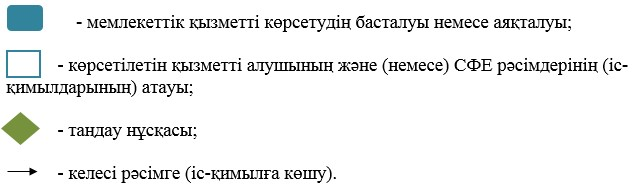 - мемлекеттік қызметті көрсетудің басталуы немесе аяқталуы;
- көрсетілетін қызметті алушының және (немесе) СФЕ рәсімдерінің (іс-
қимылдарының) атауы;
- таңдау нұсқасы;
- келесі рәсімге (іс-қимылға көшу).